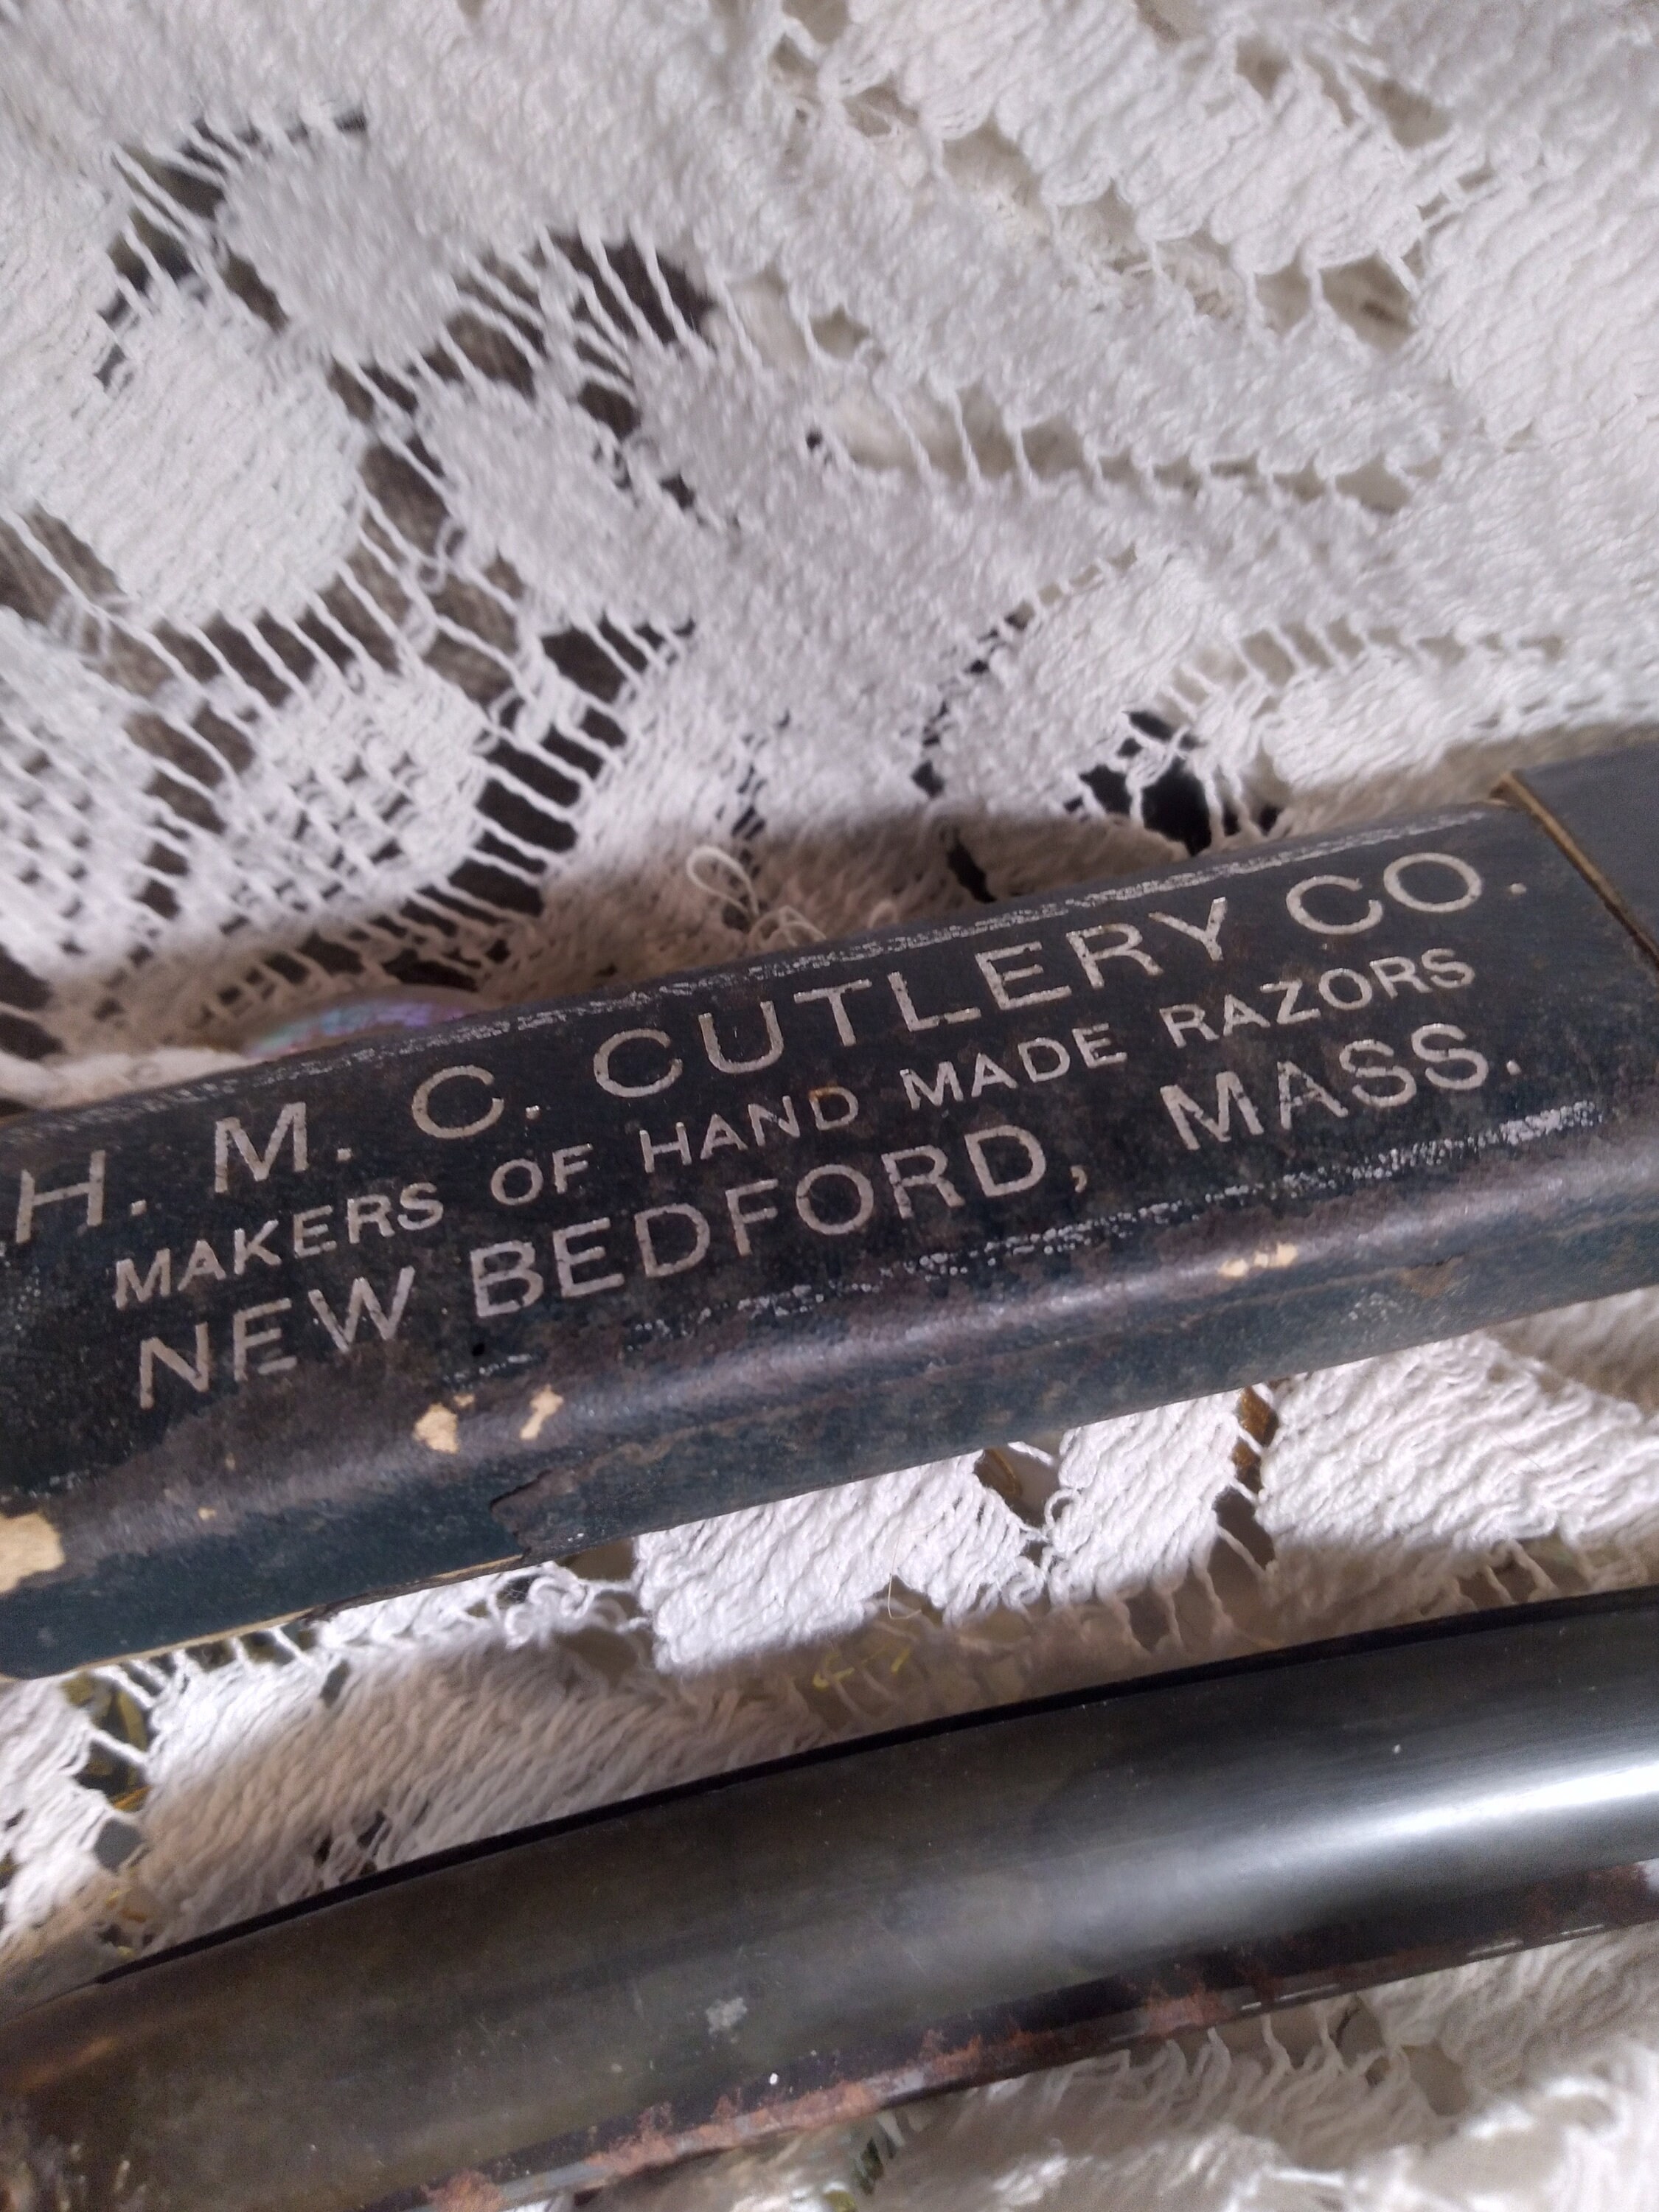 H. M. C. CUTLERY CO.
MAKERS OF HAND MADE RAZORS
NEW BEDFORD, MASS.